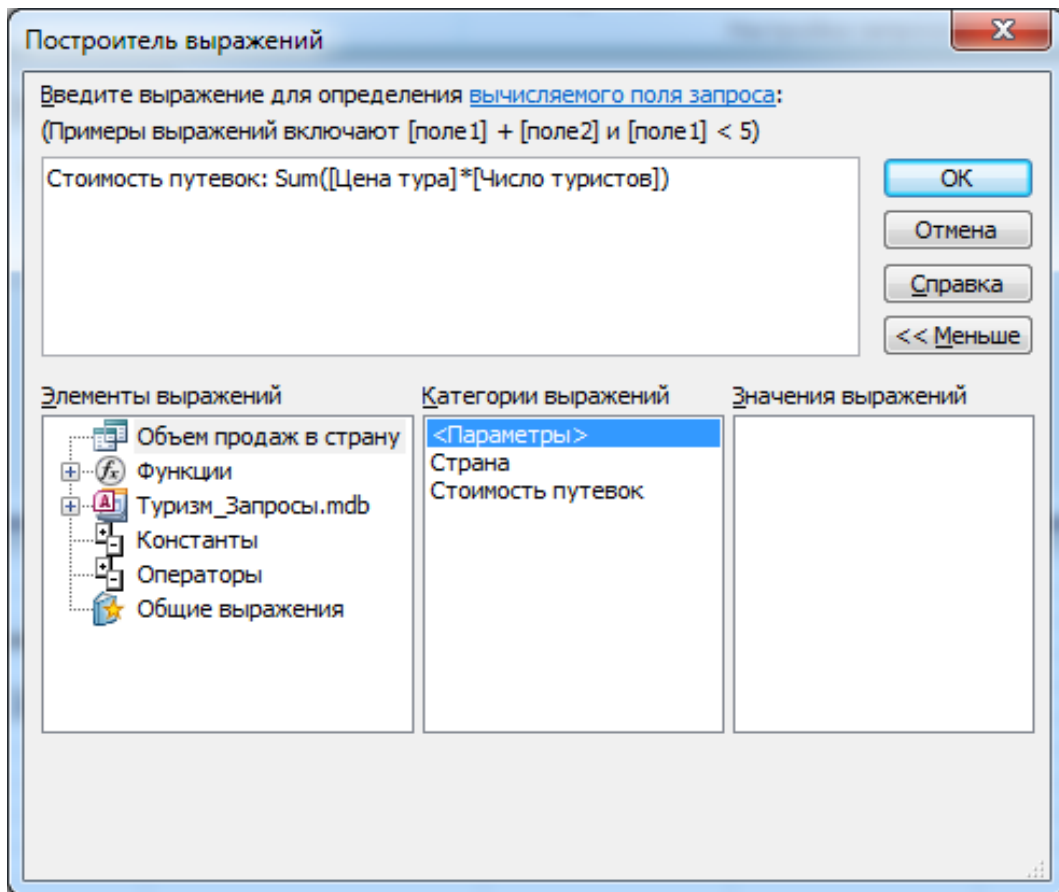 Построитель выражений
Введите выражение для определения вычисляемого поля запроса:
(Примеры выражений включают [поле1] + [поле2] и [поле1] < 5)
Стоимость путевок: Sum([Цена тура]*[Число туристов])
ОК
Отмена
Справка
<< Меньше
Элементы выражений
Объем продаж в страну
Функции
Туризм_Запросы.mdb
Константы
Операторы
Общие выражения
Категории выражений
<Параметры>
Страна
Стоимость путевок
Значения выражений